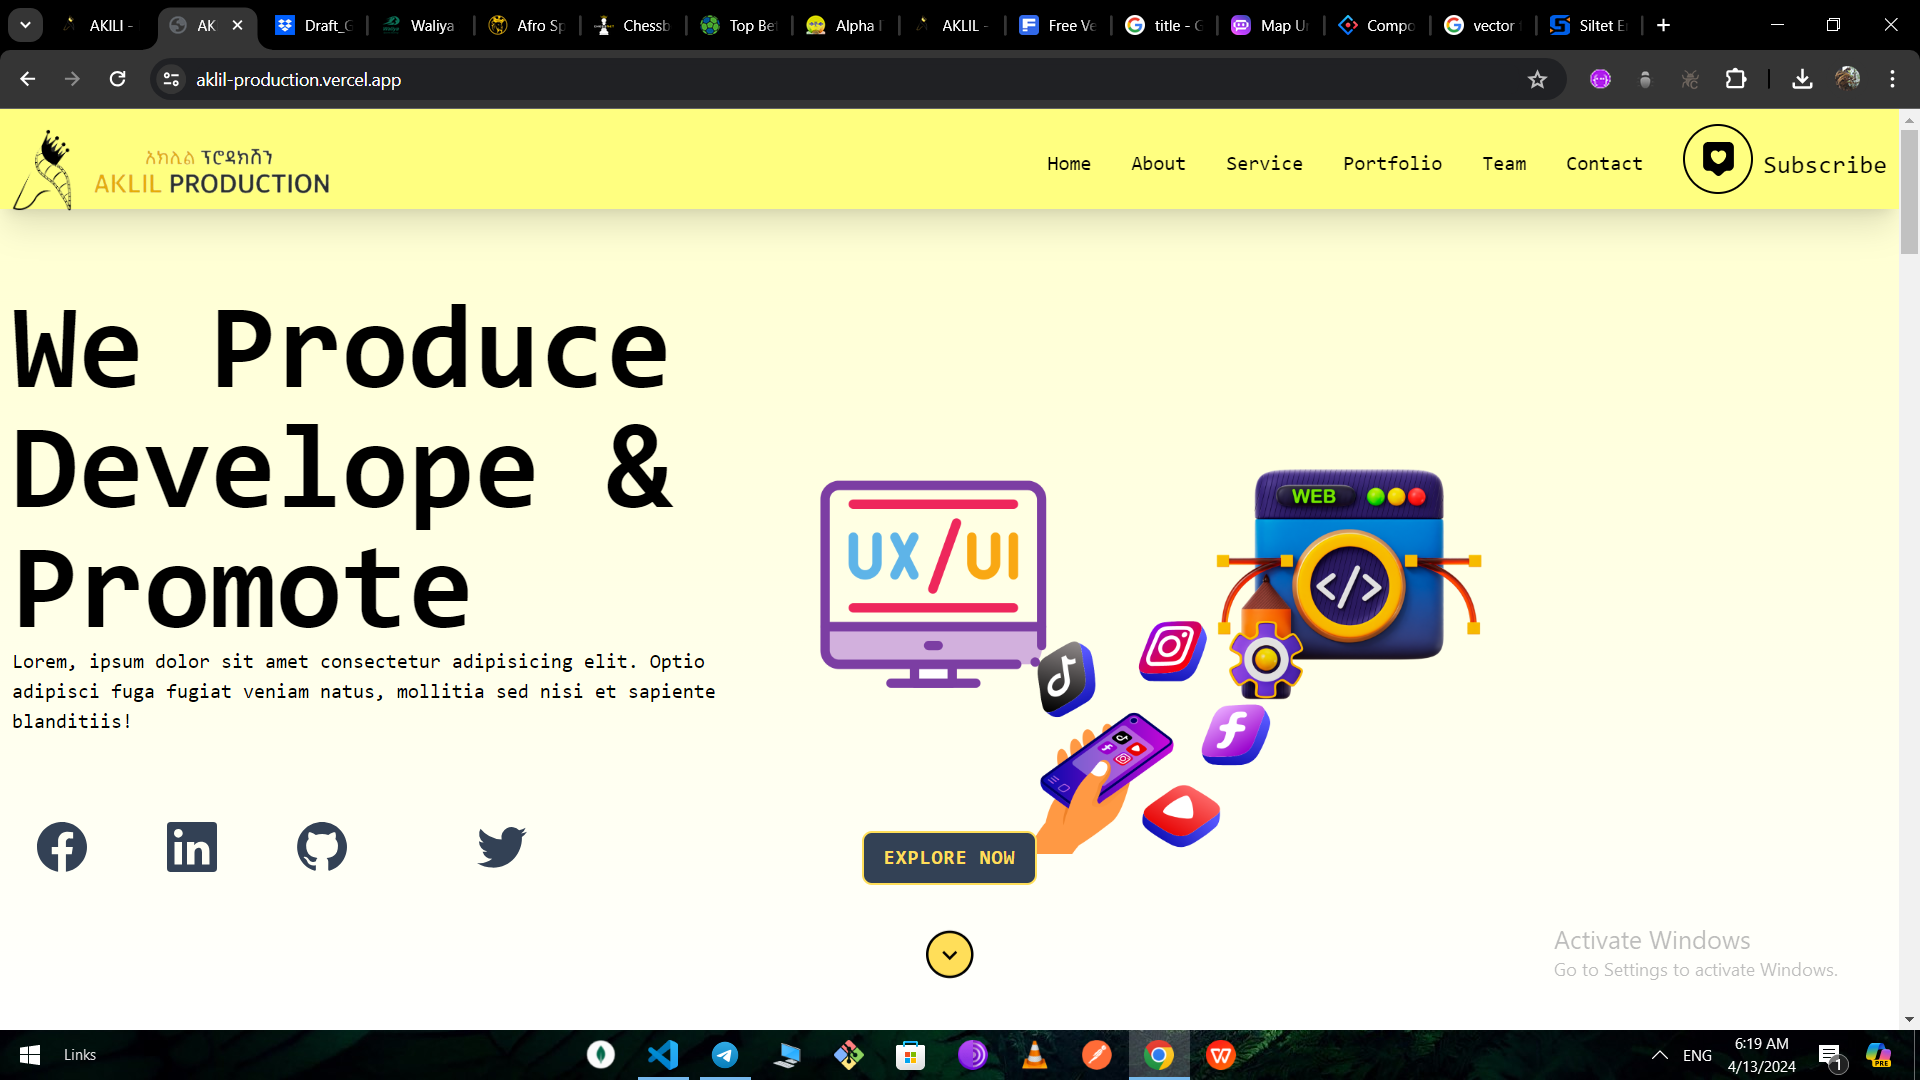 AKILI -
AK
Draft_G
Waliya
Afro Sp
Chessb
Top Bet
Alpha
AKLIL -
Free Ve
title - G
Map U
Compo
vector
Siltet E
aklil-production.vercel.app
አክሊል ፕሮዳክሽን
AKLIL PRODUCTION
Home
About
Service
Portfolio
Team
Contact
Subscribe
We Produce
Develope &
Promote
WEB
UX/UI
</>
Lorem, ipsum dolor sit amet consectetur adipisicing elit. Optio
adipisci fuga fugiat veniam natus, mollitia sed nisi et sapiente
blanditiis!
EXPLORE NOW
Activate Windows
Go to Settings to activate Windows.
Links
ENG
6:19 AM
4/13/2024
1
PRE